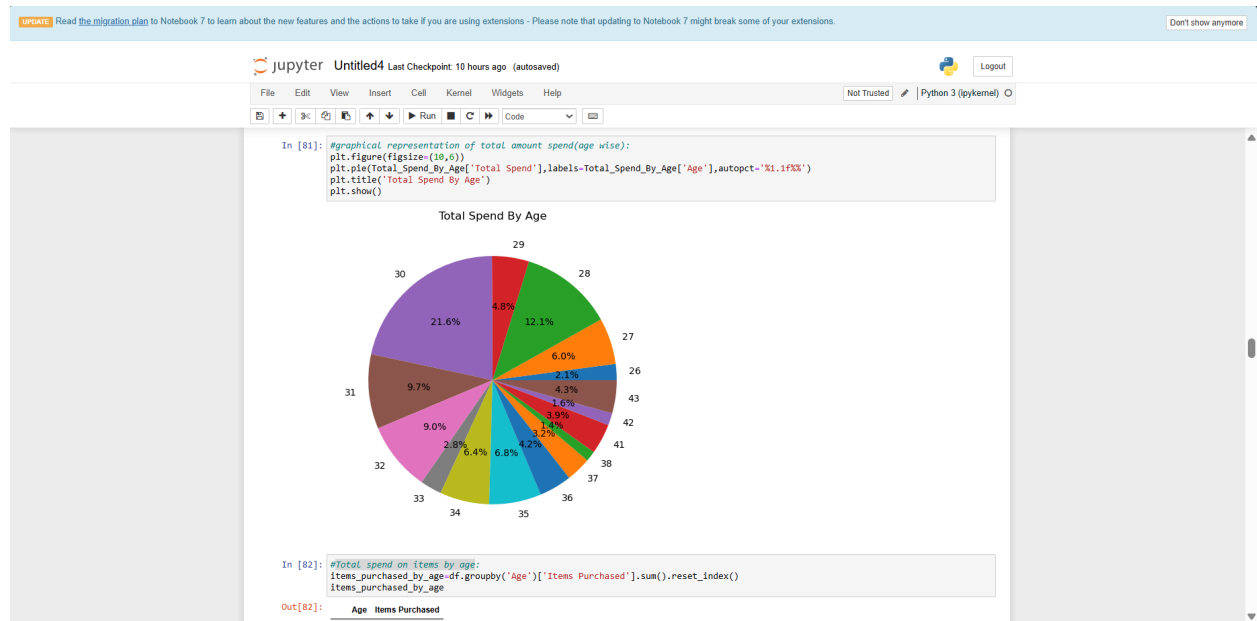 UPDATE Read the migration plan to Notebook 7 to learn about the new features and the actions to take if you are using extensions - Please note that updating to Notebook 7 might break some of your extensions.
Don't show anymore
jupyter Untitled4 Last Checkpoint: 10 hours ago (autosaved)
Logout
File Edit View Insert Cell Kernel Widgets Help
Not Trusted Python 3 (ipykernel)
Run Code
In [81]: #graphical representation of total amount spend(age wise):
plt.figure(figsize=(10,6))
plt.pie(Total_Spend_By_Age['Total Spend'],labels=Total_Spend_By_Age['Age'],autopct='%1.1f%%')
plt.title('Total Spend By Age')
plt.show()
Total Spend By Age
29
28
30
4.8%
21.6%
12.1%
27
6.0%
26
2.1%
9.7%
4.3%
31
43
1.6%
3.9%
42
9.0%
1.4%
3.2%
2.8%
4.2%
41
6.4%
6.8%
32
38
37
33
36
34
35
In [82]: #Total spend on items by age:
items_purchased_by_age=df.groupby('Age')['Items Purchased'].sum().reset_index()
items_purchased_by_age
Out[82]:
Age Items Purchased